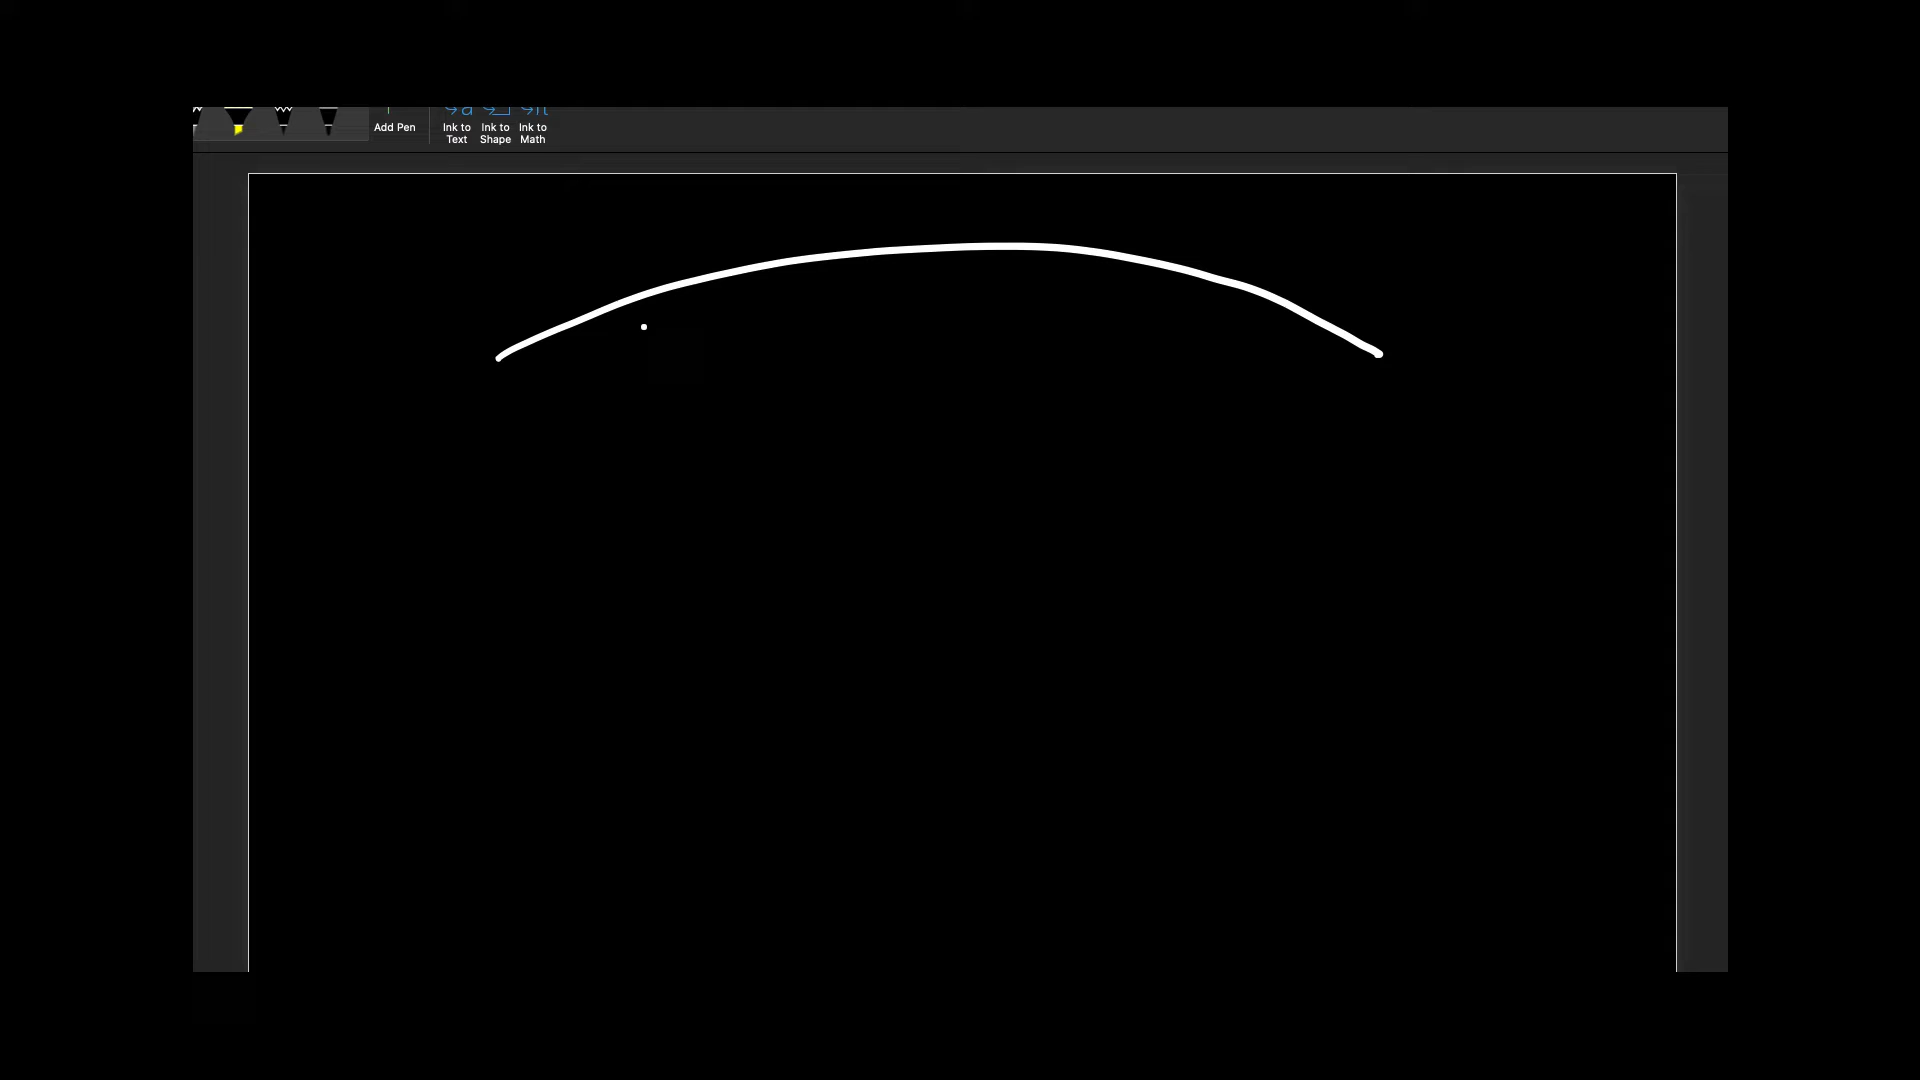 Add Pen
Ink to Text
Ink to Shape
Ink to Math